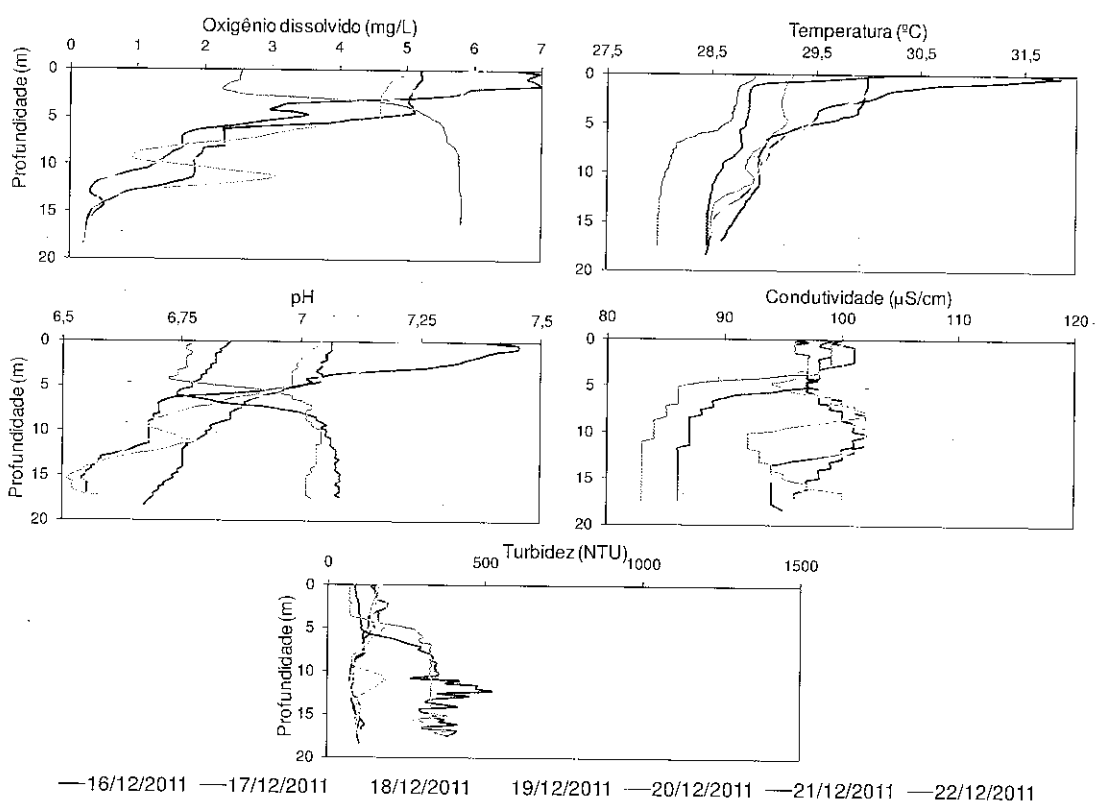 Oxigênio dissolvido (mg/L)
0 1 2 3 4 5 6 7
Profundidade (m)
0
5
10
15
20
Temperatura (ºC)
27,5 28,5 29,5 30,5 31,5
0
5
10
15
20
pH
6,5 6,75 7 7,25 7,5
Profundidade (m)
0
5
10
15
20
Condutividade (µS/cm)
80 90 100 110 120
0
5
10
15
20
Turbidez (NTU)
0 500 1000 1500
Profundidade (m)
0
5
10
15
20
16/12/2011 17/12/2011 18/12/2011 19/12/2011 20/12/2011 21/12/2011 22/12/2011